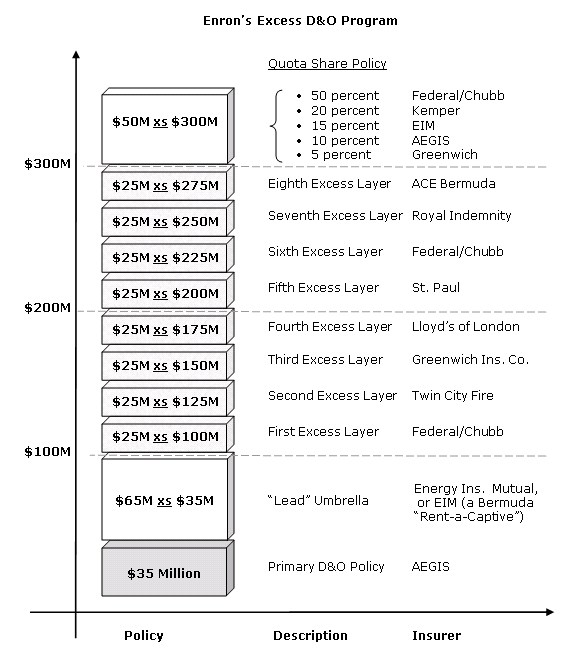 Enron's Excess D&O Program
Quota Share Policy
$50M xs $300M
• 50 percent Federal/Chubb
• 20 percent Kemper
• 15 percent EIM
• 10 percent AEGIS
• 5 percent Greenwich
$300M
$25M xs $275M Eighth Excess Layer ACE Bermuda
$25M xs $250M Seventh Excess Layer Royal Indemnity
$25M xs $225M Sixth Excess Layer Federal/Chubb
$25M xs $200M Fifth Excess Layer St. Paul
$200M
$25M xs $175M Fourth Excess Layer Lloyd's of London
$25M xs $150M Third Excess Layer Greenwich Ins. Co.
$25M xs $125M Second Excess Layer Twin City Fire
$25M xs $100M First Excess Layer Federal/Chubb
$100M
$65M xs $35M "Lead" Umbrella Energy Ins. Mutual,
or EIM (a Bermuda
"Rent-a-Captive")
$35 Million Primary D&O Policy AEGIS
Policy Description Insurer